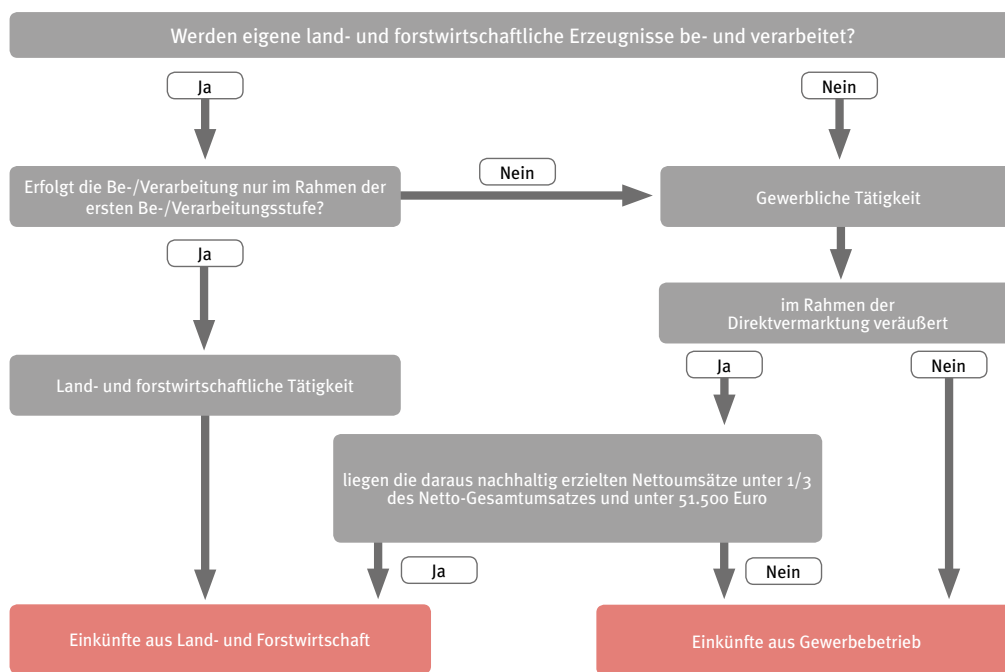 Werden eigene land- und forstwirtschaftliche Erzeugnisse be- und verarbeitet?
Ja
Nein
Erfolgt die Be-/Verarbeitung nur im Rahmen der
ersten Be-/Verarbeitungsstufe?
Nein
Gewerbliche Tätigkeit
Ja
im Rahmen der
Direktvermarktung veräußert
Land- und forstwirtschaftliche Tätigkeit
Ja
Nein
liegen die daraus nachhaltig erzielten Nettoumsätze unter 1/3
des Netto-Gesamtumsatzes und unter 51.500 Euro
Ja
Nein
Einkünfte aus Land- und Forstwirtschaft
Einkünfte aus Gewerbebetrieb